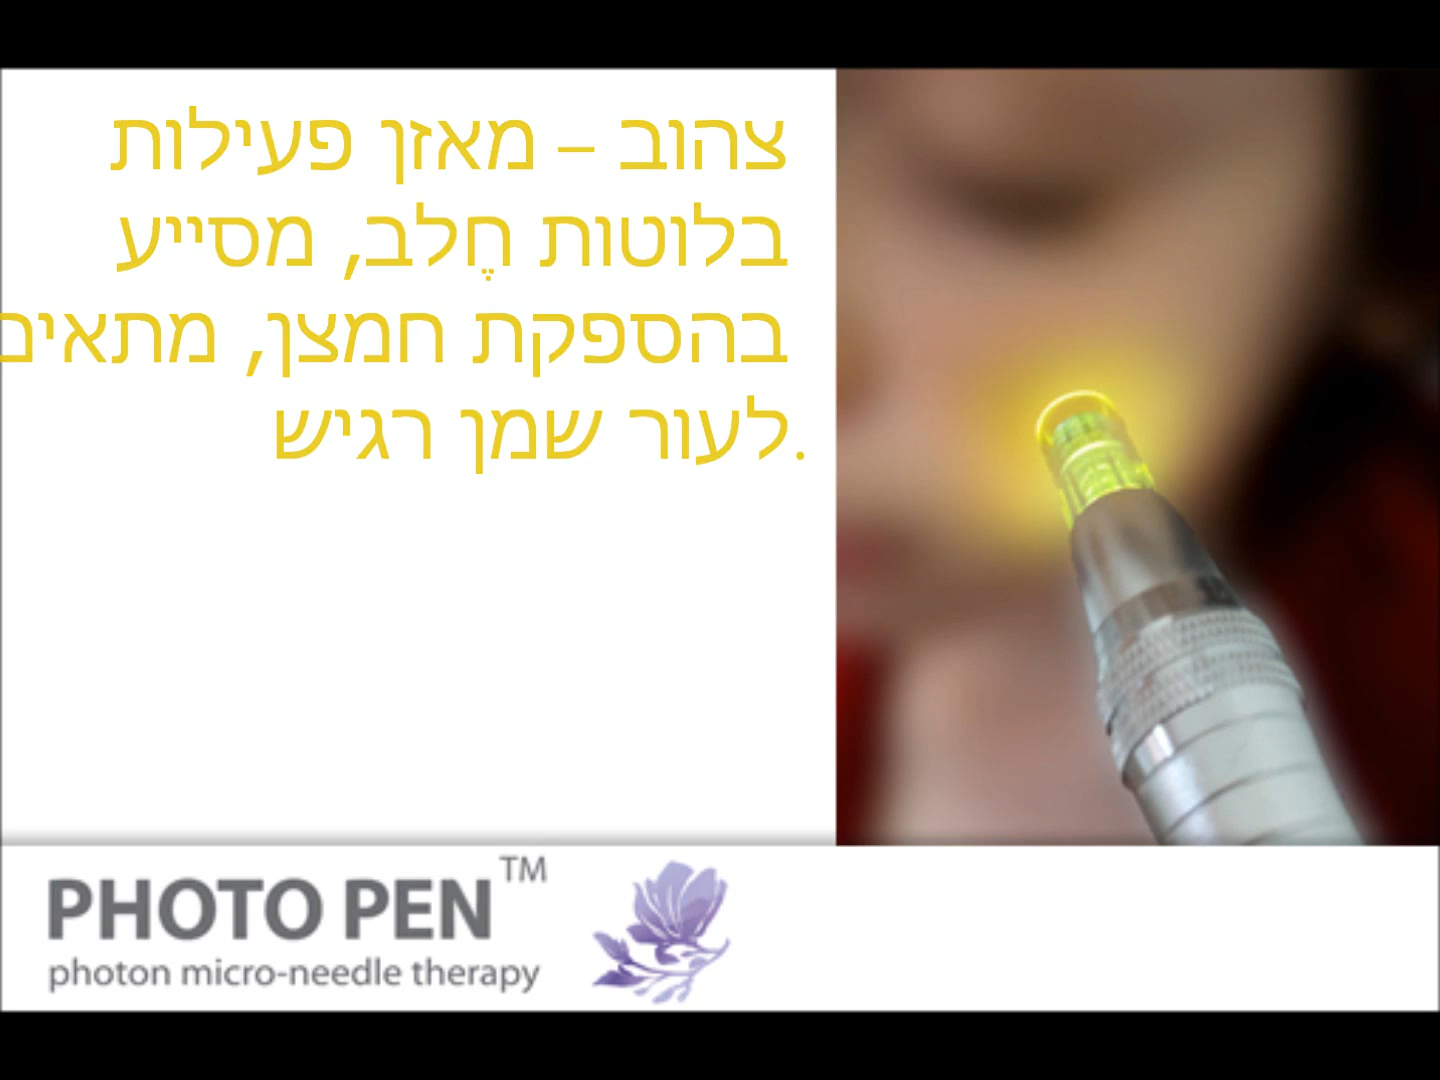 צהוב – מאזן פעילות
בלוטות חֶלב, מסייע
בהספקת חמצן, מתאים
לעור שמן רגיש.
PHOTO PEN™
photon micro-needle therapy